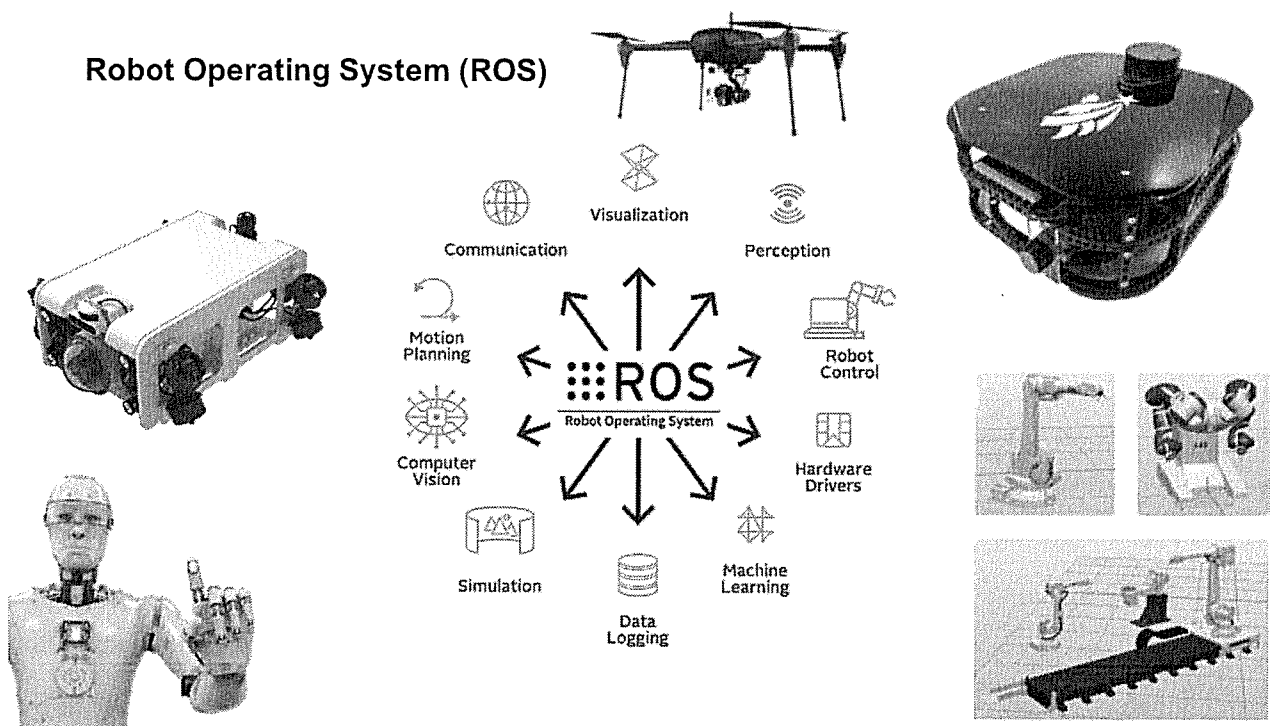 Robot Operating System (ROS)
Visualization
Communication
Perception
Motion
Planning
Robot
Control
ROS
Robot Operating System
Computer
Vision
Hardware
Drivers
Simulation
Machine
Learning
Data
Logging